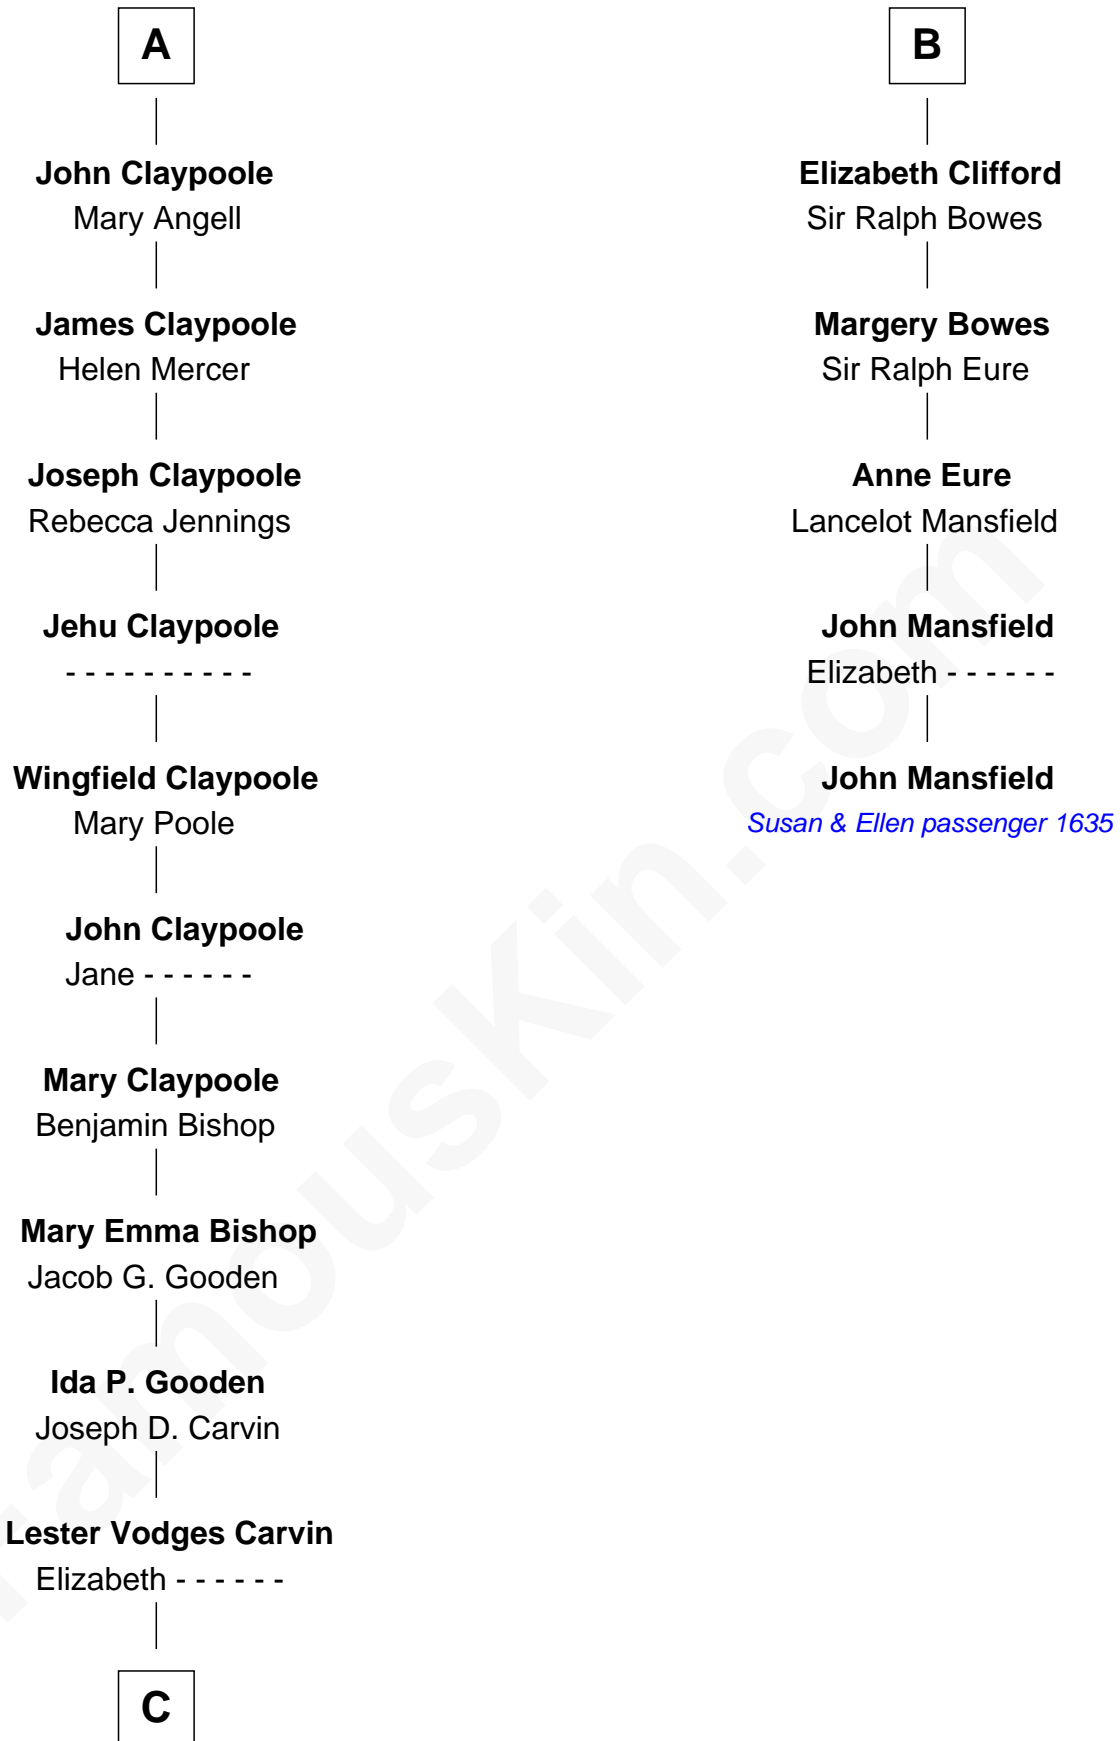 A
John Claypoole
Mary Angell
James Claypoole
Helen Mercer
Joseph Claypoole
Rebecca Jennings
Jehu Claypoole
- - - - - - - - - -
Wingfield Claypoole
Mary Poole
John Claypoole
Jane - - - - - -
Mary Claypoole
Benjamin Bishop
Mary Emma Bishop
Jacob G. Gooden
Ida P. Gooden
Joseph D. Carvin
Lester Vodges Carvin
Elizabeth - - - - - -
C
B
Elizabeth Clifford
Sir Ralph Bowes
Margery Bowes
Sir Ralph Eure
Anne Eure
Lancelot Mansfield
John Mansfield
Elizabeth - - - - - -
John Mansfield
Susan & Ellen passenger 1635
FamousKin.com